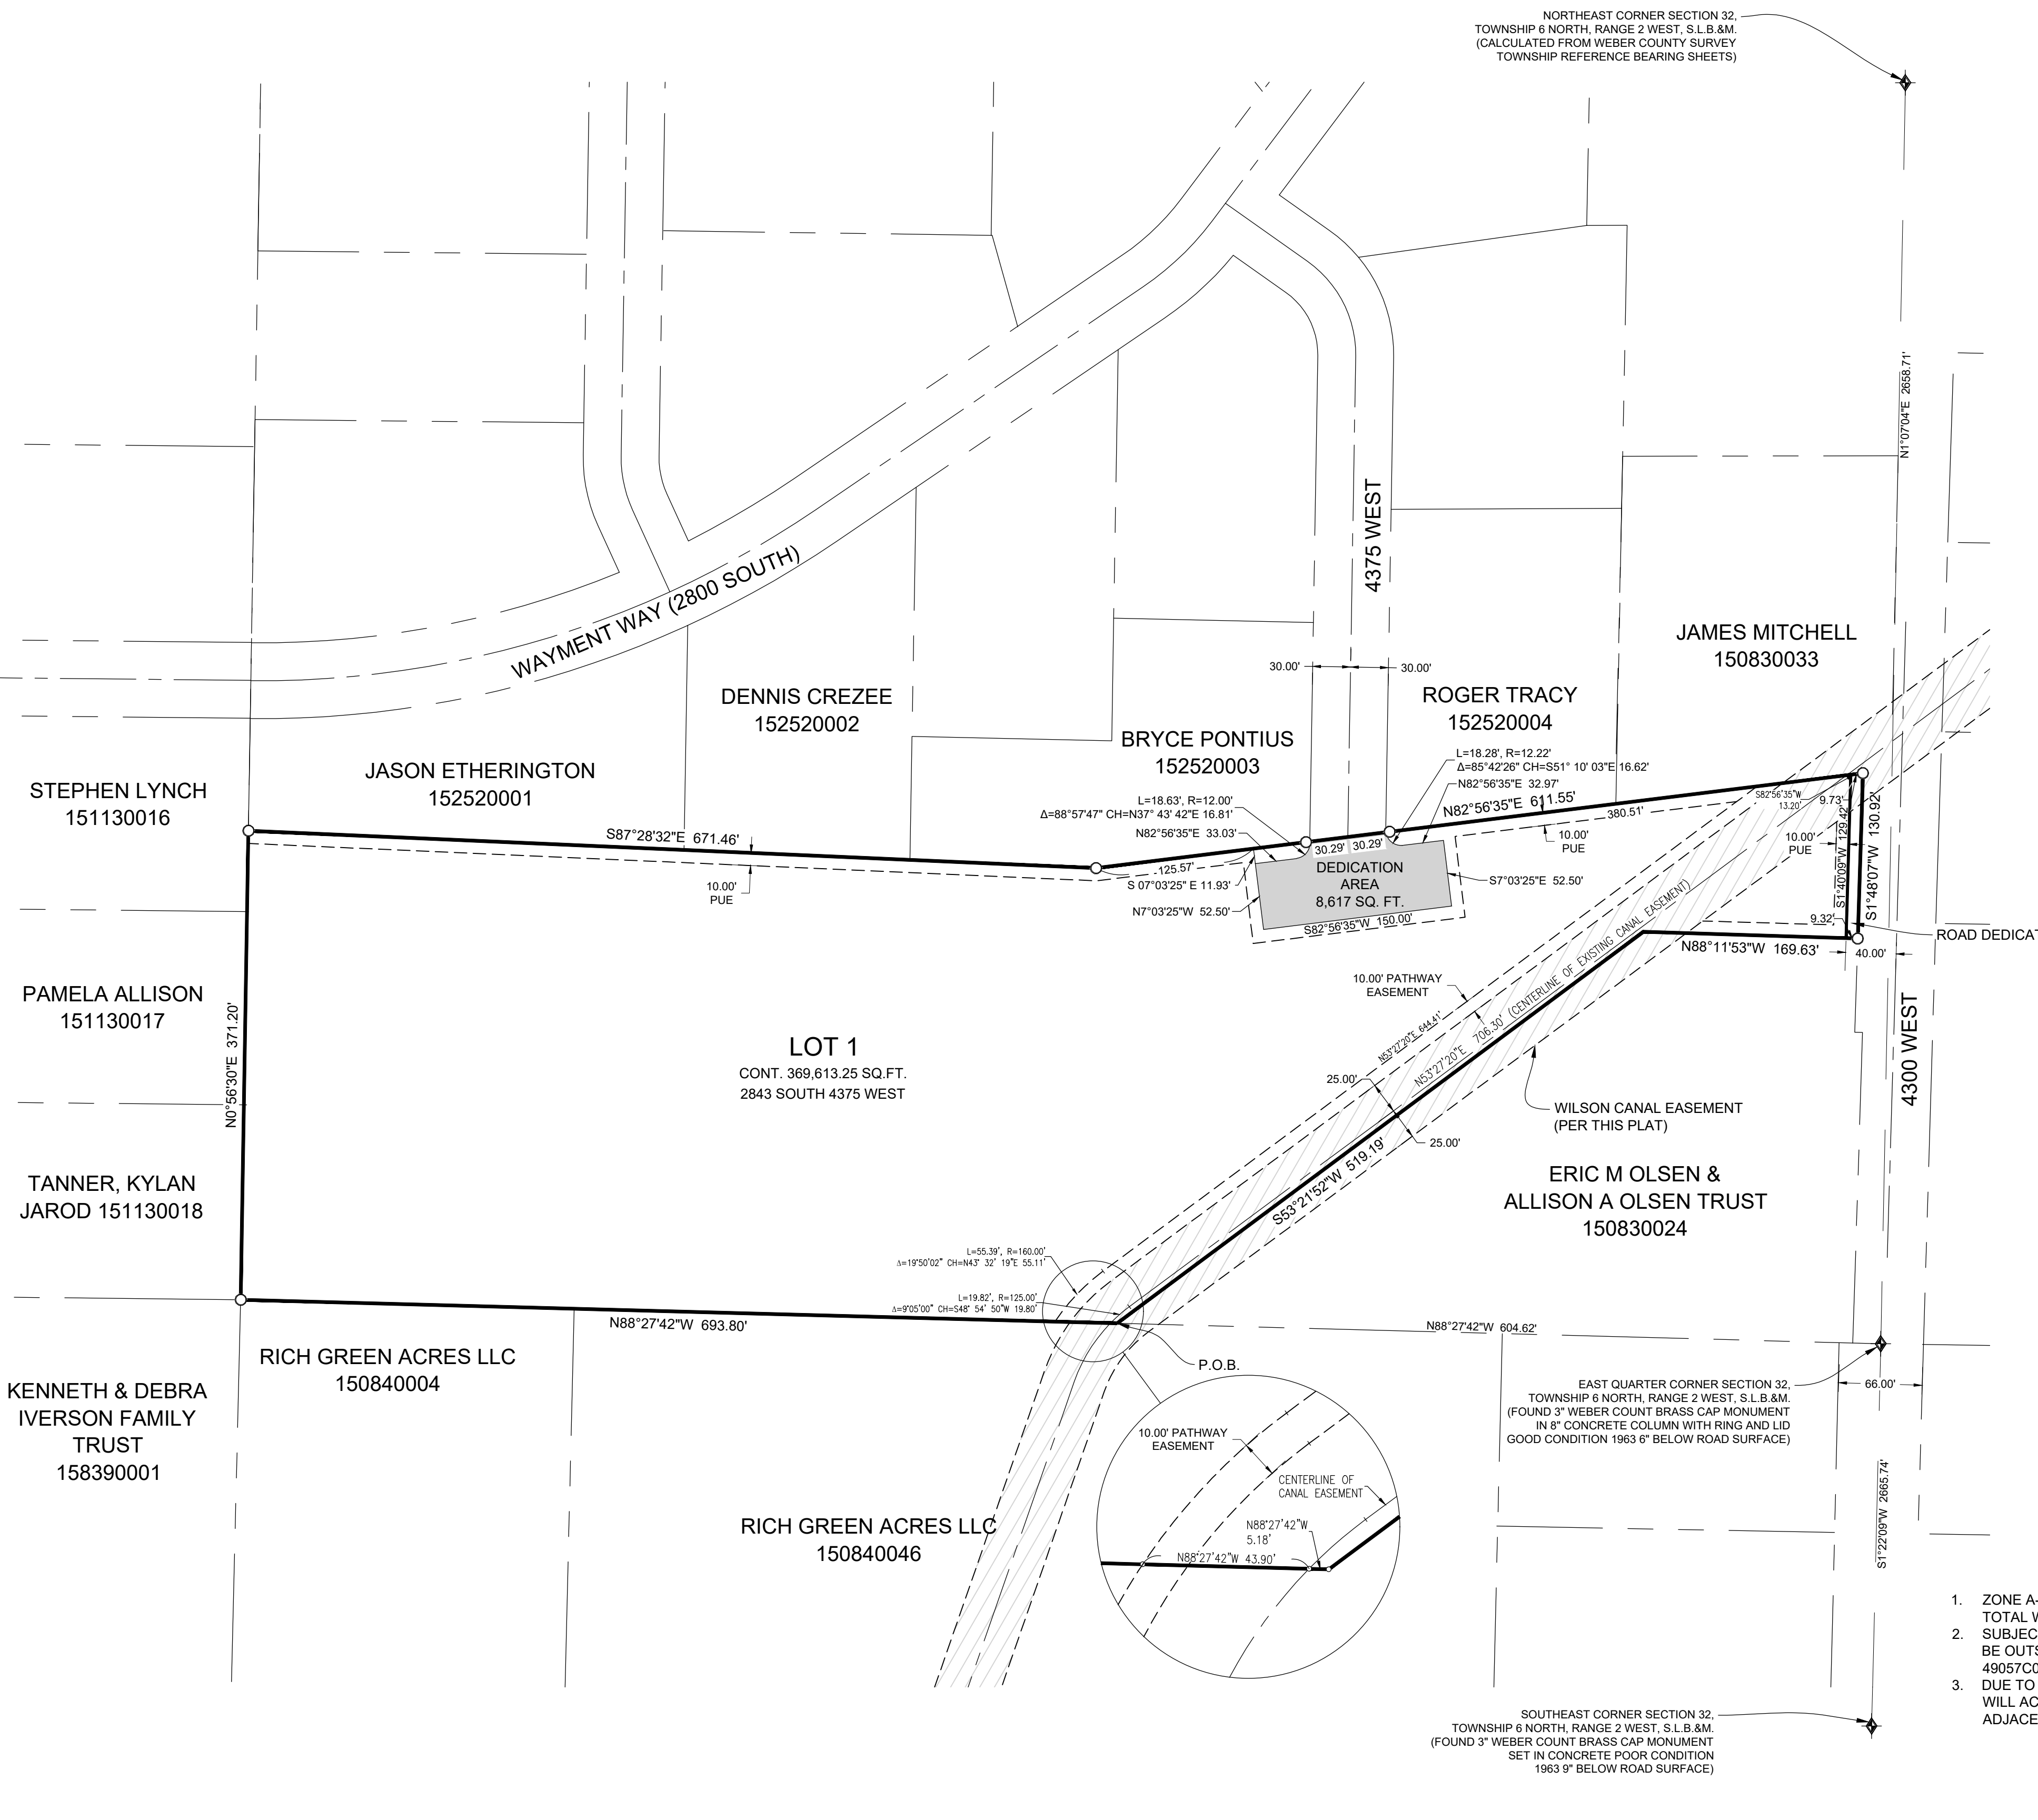 NORTHEAST CORNER SECTION 32,
TOWNSHIP 6 NORTH, RANGE 2 WEST, S.L.B.&M.
(CALCULATED FROM WEBER COUNTY SURVEY
TOWNSHIP REFERENCE BEARING SHEETS)
N1°07'04"E 2658.71'
4375 WEST
WAYMENT WAY (2800 SOUTH)
JAMES MITCHELL
150830033
30.00'
30.00'
DENNIS CREZEE
152520002
ROGER TRACY
152520004
BRYCE PONTIUS
152520003
JASON ETHERINGTON
152520001
STEPHEN LYNCH
151130016
L=18.28', R=12.22'
Δ=85°42'26" CH=S51° 10' 03"E 16.62'
N82°56'35"E 32.97'
N82°56'35"E 611.55'
380.51'
L=18.63', R=12.00'
Δ=88°57'47" CH=N37° 43' 42"E 16.81'
N82°56'35"E 33.03'
S87°28'32"E 671.46'
10.00'
PUE
125.57'
30.29'
30.29'
DEDICATION
AREA
8,617 SQ. FT.
S 07°03'25" E 11.93'
N7°03'25"W 52.50'
S7°03'25"E 52.50'
S82°56'35"W 150.00'
10.00'
PUE
S82°56'35"W
13.20'
9.73'
10.00'
PUE
S1°40'09"W 129.42'
S1°48'07"W 130.92'
9.32'
N88°11'53"W 169.63'
40.00'
ROAD DEDICAT
PAMELA ALLISON
151130017
N0°56'30"E 371.20'
LOT 1
CONT. 369,613.25 SQ.FT.
2843 SOUTH 4375 WEST
10.00' PATHWAY
EASEMENT
N53°27'20"E 644.41'
N53°27'20"E 706.30' (CENTERLINE OF EXISTING CANAL EASEMENT)
25.00'
25.00'
S53°21'52"W 519.19'
WILSON CANAL EASEMENT
(PER THIS PLAT)
4300 WEST
TANNER, KYLAN
JAROD 151130018
ERIC M OLSEN &
ALLISON A OLSEN TRUST
150830024
L=55.39', R=160.00'
Δ=19°50'02" CH=N43° 32' 19"E 55.11'
L=19.82', R=125.00'
Δ=9°05'00" CH=S48° 54' 50"W 19.80'
N88°27'42"W 693.80'
N88°27'42"W 604.62'
P.O.B.
RICH GREEN ACRES LLC
150840004
KENNETH & DEBRA
IVERSON FAMILY
TRUST
158390001
EAST QUARTER CORNER SECTION 32,
TOWNSHIP 6 NORTH, RANGE 2 WEST, S.L.B.&M.
(FOUND 3" WEBER COUNT BRASS CAP MONUMENT
IN 8" CONCRETE COLUMN WITH RING AND LID
GOOD CONDITION 1963 6" BELOW ROAD SURFACE)
66.00'
S1°22'09"W 2665.74'
10.00' PATHWAY
EASEMENT
CENTERLINE OF
CANAL EASEMENT
N88°27'42"W
5.18'
N88°27'42"W 43.90'
RICH GREEN ACRES LLC
150840046
1. ZONE A-
TOTAL W
2. SUBJEC
BE OUTS
49057C0
3. DUE TO
WILL AC
ADJACE
SOUTHEAST CORNER SECTION 32,
TOWNSHIP 6 NORTH, RANGE 2 WEST, S.L.B.&M.
(FOUND 3" WEBER COUNT BRASS CAP MONUMENT
SET IN CONCRETE POOR CONDITION
1963 9" BELOW ROAD SURFACE)